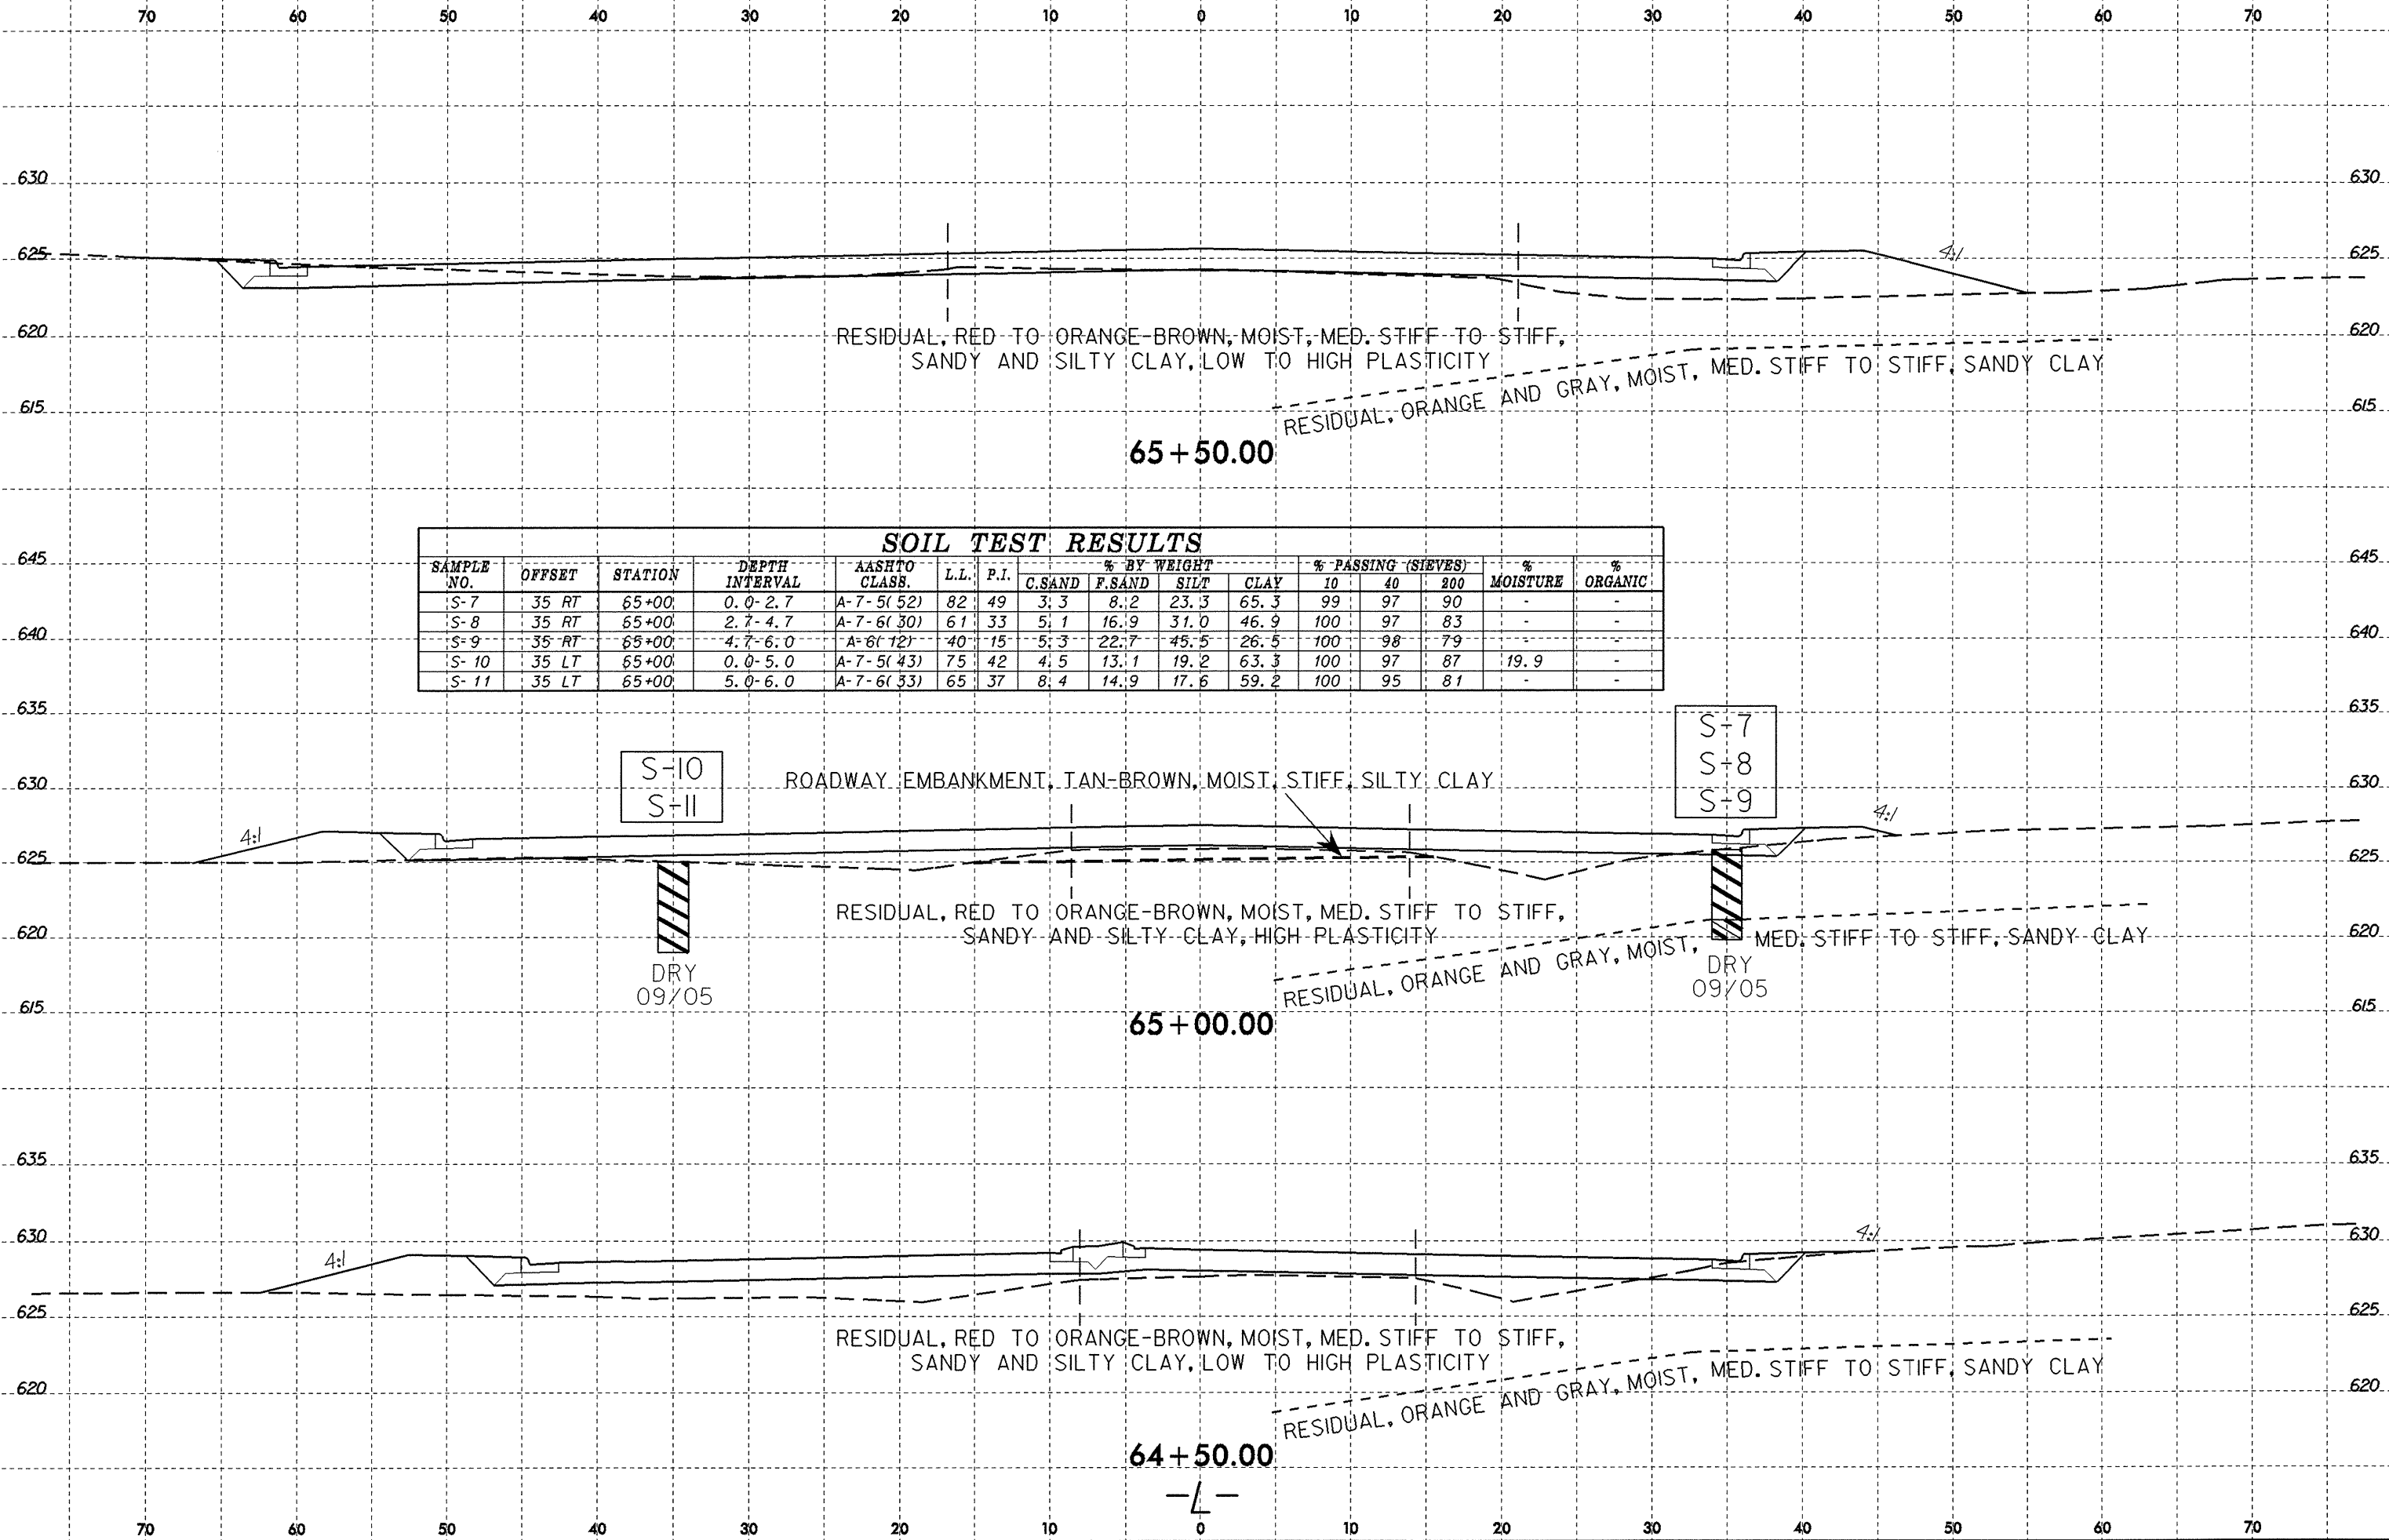 70 60 50 40 30 20 10 0 10 20 30 40 50 60 70
630 630
625 625
4:1
620 620
RESIDUAL, RED TO ORANGE-BROWN, MOIST, MED. STIFF TO STIFF,
SANDY AND SILTY CLAY, LOW TO HIGH PLASTICITY
RESIDUAL, ORANGE AND GRAY, MOIST, MED. STIFF TO STIFF, SANDY CLAY
615 615
65+50.00
SOIL TEST RESULTS
SAMPLE NO. OFFSET STATION DEPTH INTERVAL AASHTO CLASS. L.L. P.I. % BY WEIGHT % PASSING (SIEVES) % MOISTURE % ORGANIC
C.SAND F.SAND SILT CLAY 10 40 200
S-7 35 RT 65+00 0.0-2.7 A-7-5(52) 82 49 3.3 8.2 23.3 65.3 99 97 90 - -
S-8 35 RT 65+00 2.7-4.7 A-7-6(30) 61 33 5.1 16.9 31.0 46.9 100 97 83 - -
S-9 35 RT 65+00 4.7-6.0 A-6(12) 40 15 5.3 22.7 45.5 26.5 100 98 79 - -
S-10 35 LT 65+00 0.0-5.0 A-7-5(43) 75 42 4.5 13.1 19.2 63.3 100 97 87 19.9 -
S-11 35 LT 65+00 5.0-6.0 A-7-6(33) 65 37 8.4 14.9 17.6 59.2 100 95 81 - -
645 645
640 640
635 635
S-7
S-8
S-9
S-10
S-11
630 630
ROADWAY EMBANKMENT, TAN-BROWN, MOIST, STIFF, SILTY CLAY
4:1 4:1
625 625
RESIDUAL, RED TO ORANGE-BROWN, MOIST, MED. STIFF TO STIFF,
SANDY AND SILTY CLAY, HIGH PLASTICITY
620 620
RESIDUAL, ORANGE AND GRAY, MOIST, MED. STIFF TO STIFF, SANDY CLAY
DRY
09/05
DRY
09/05
615 615
65+00.00
635 635
630 630
4:1 4:1
625 625
RESIDUAL, RED TO ORANGE-BROWN, MOIST, MED. STIFF TO STIFF,
SANDY AND SILTY CLAY, LOW TO HIGH PLASTICITY
RESIDUAL, ORANGE AND GRAY, MOIST, MED. STIFF TO STIFF, SANDY CLAY
620 620
64+50.00
-L-
70 60 50 40 30 20 10 0 10 20 30 40 50 60 70